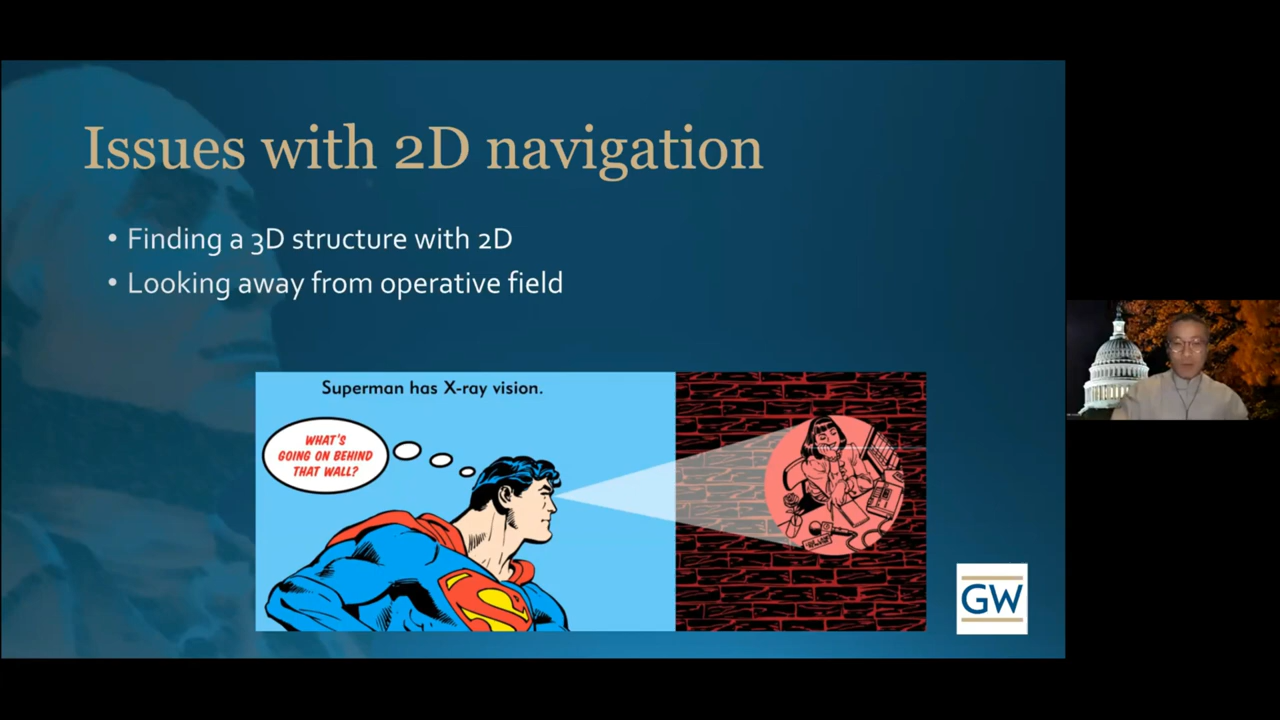 Issues with 2D navigation
• Finding a 3D structure with 2D
• Looking away from operative field
Superman has X-ray vision.
WHAT'S
GOING ON BEHIND
THAT WALL?
S
GW